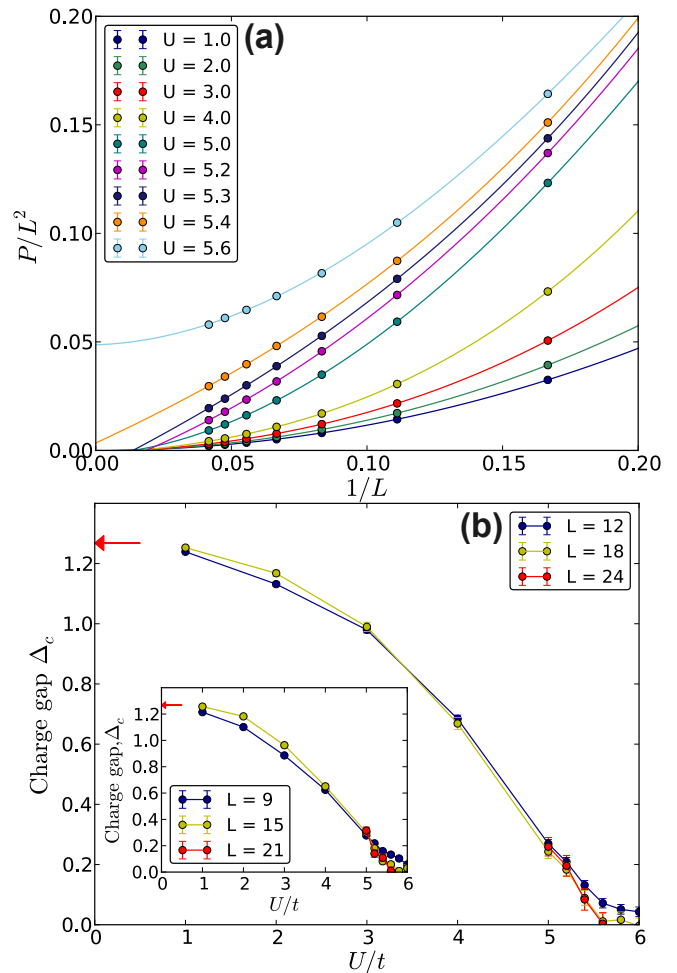 0.20
(a)
U = 1.0
U = 2.0
U = 3.0
U = 4.0
U = 5.0
U = 5.2
U = 5.3
U = 5.4
U = 5.6
0.15
P/L²
0.10
0.05
0.00
0.00 0.05 0.10 0.15 0.20
1/L
(b)
L = 12
L = 18
L = 24
1.2
1.0
0.8
0.6
0.4
0.2
0.0
Charge gap Δ_c
1.2
1.0
0.8
0.6
0.4
0.2
0.0
Charge gap,Δ_c
L = 9
L = 15
L = 21
0 1 2 3 4 5 6
U/t
0 1 2 3 4 5 6
U/t